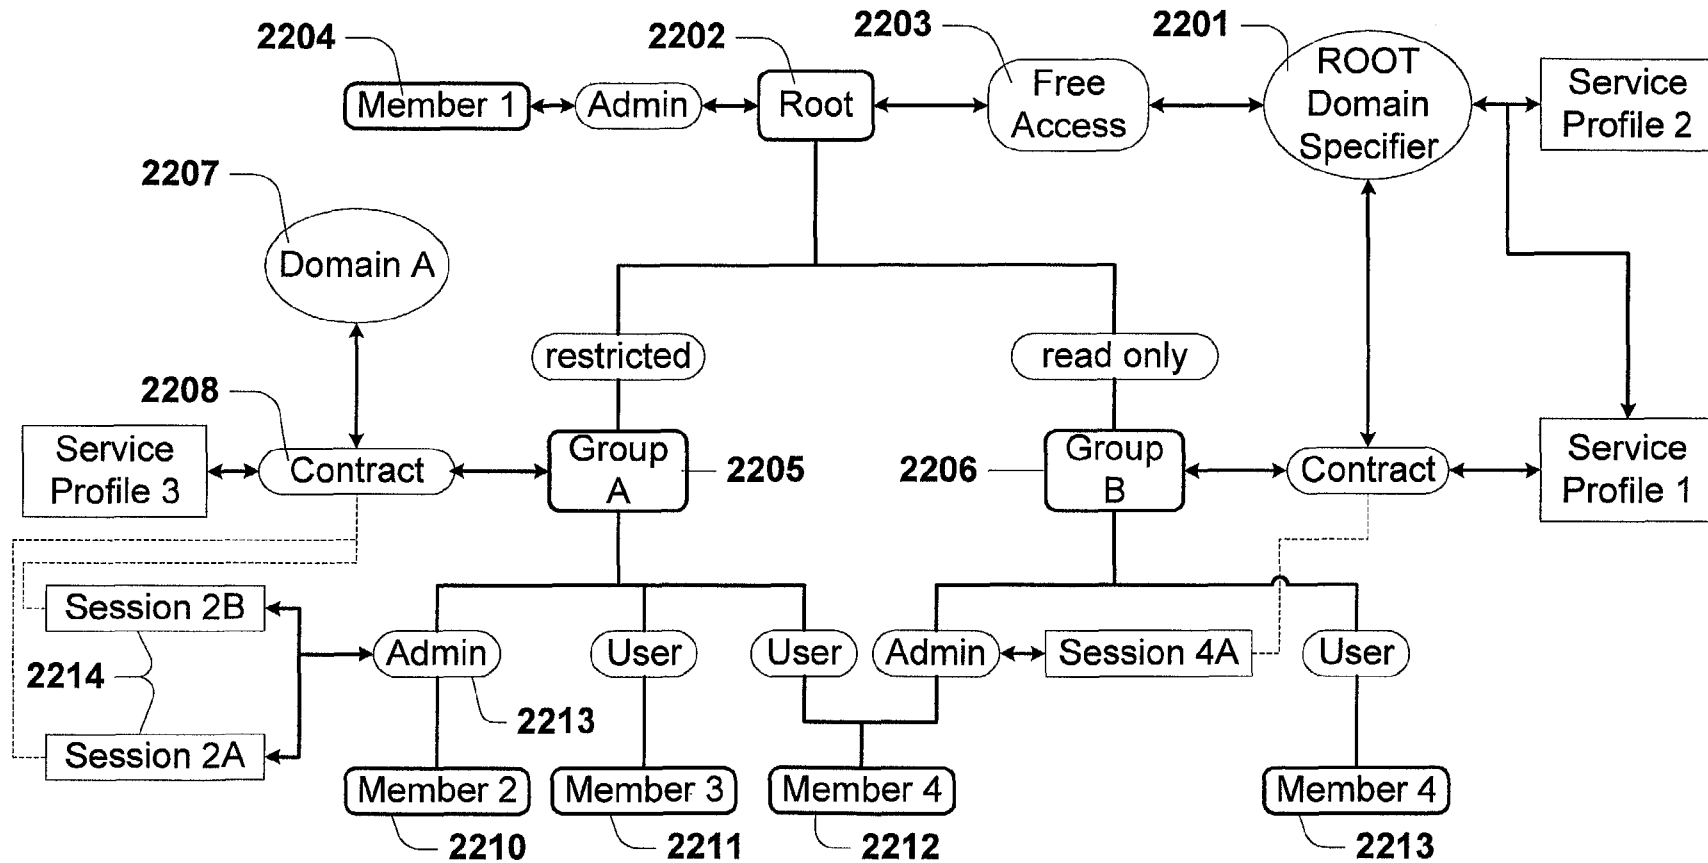 2204
2202
2203
2201
Member 1
Admin
Root
Free
Access
ROOT
Domain
Specifier
Service
Profile 2
2207
Domain A
restricted
read only
2208
Service
Profile 3
Contract
Group
A
2205
2206
Group
B
Contract
Service
Profile 1
Session 2B
2214
Session 2A
Admin
User
User
Admin
Session 4A
User
2213
Member 2
Member 3
Member 4
Member 4
2210
2211
2212
2213